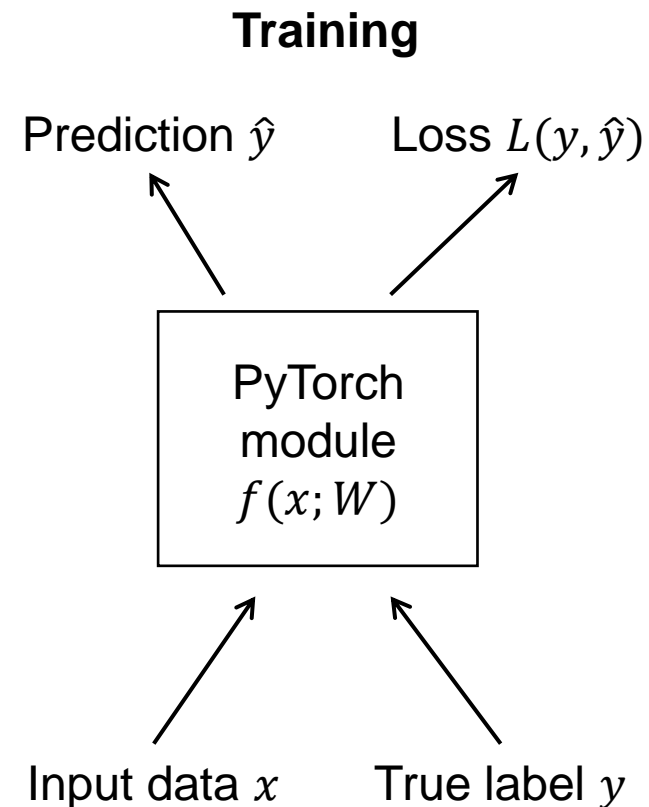 Training
Prediction ŷ Loss L(y, ŷ)
PyTorch
module
f(x; W)
Input data x True label y